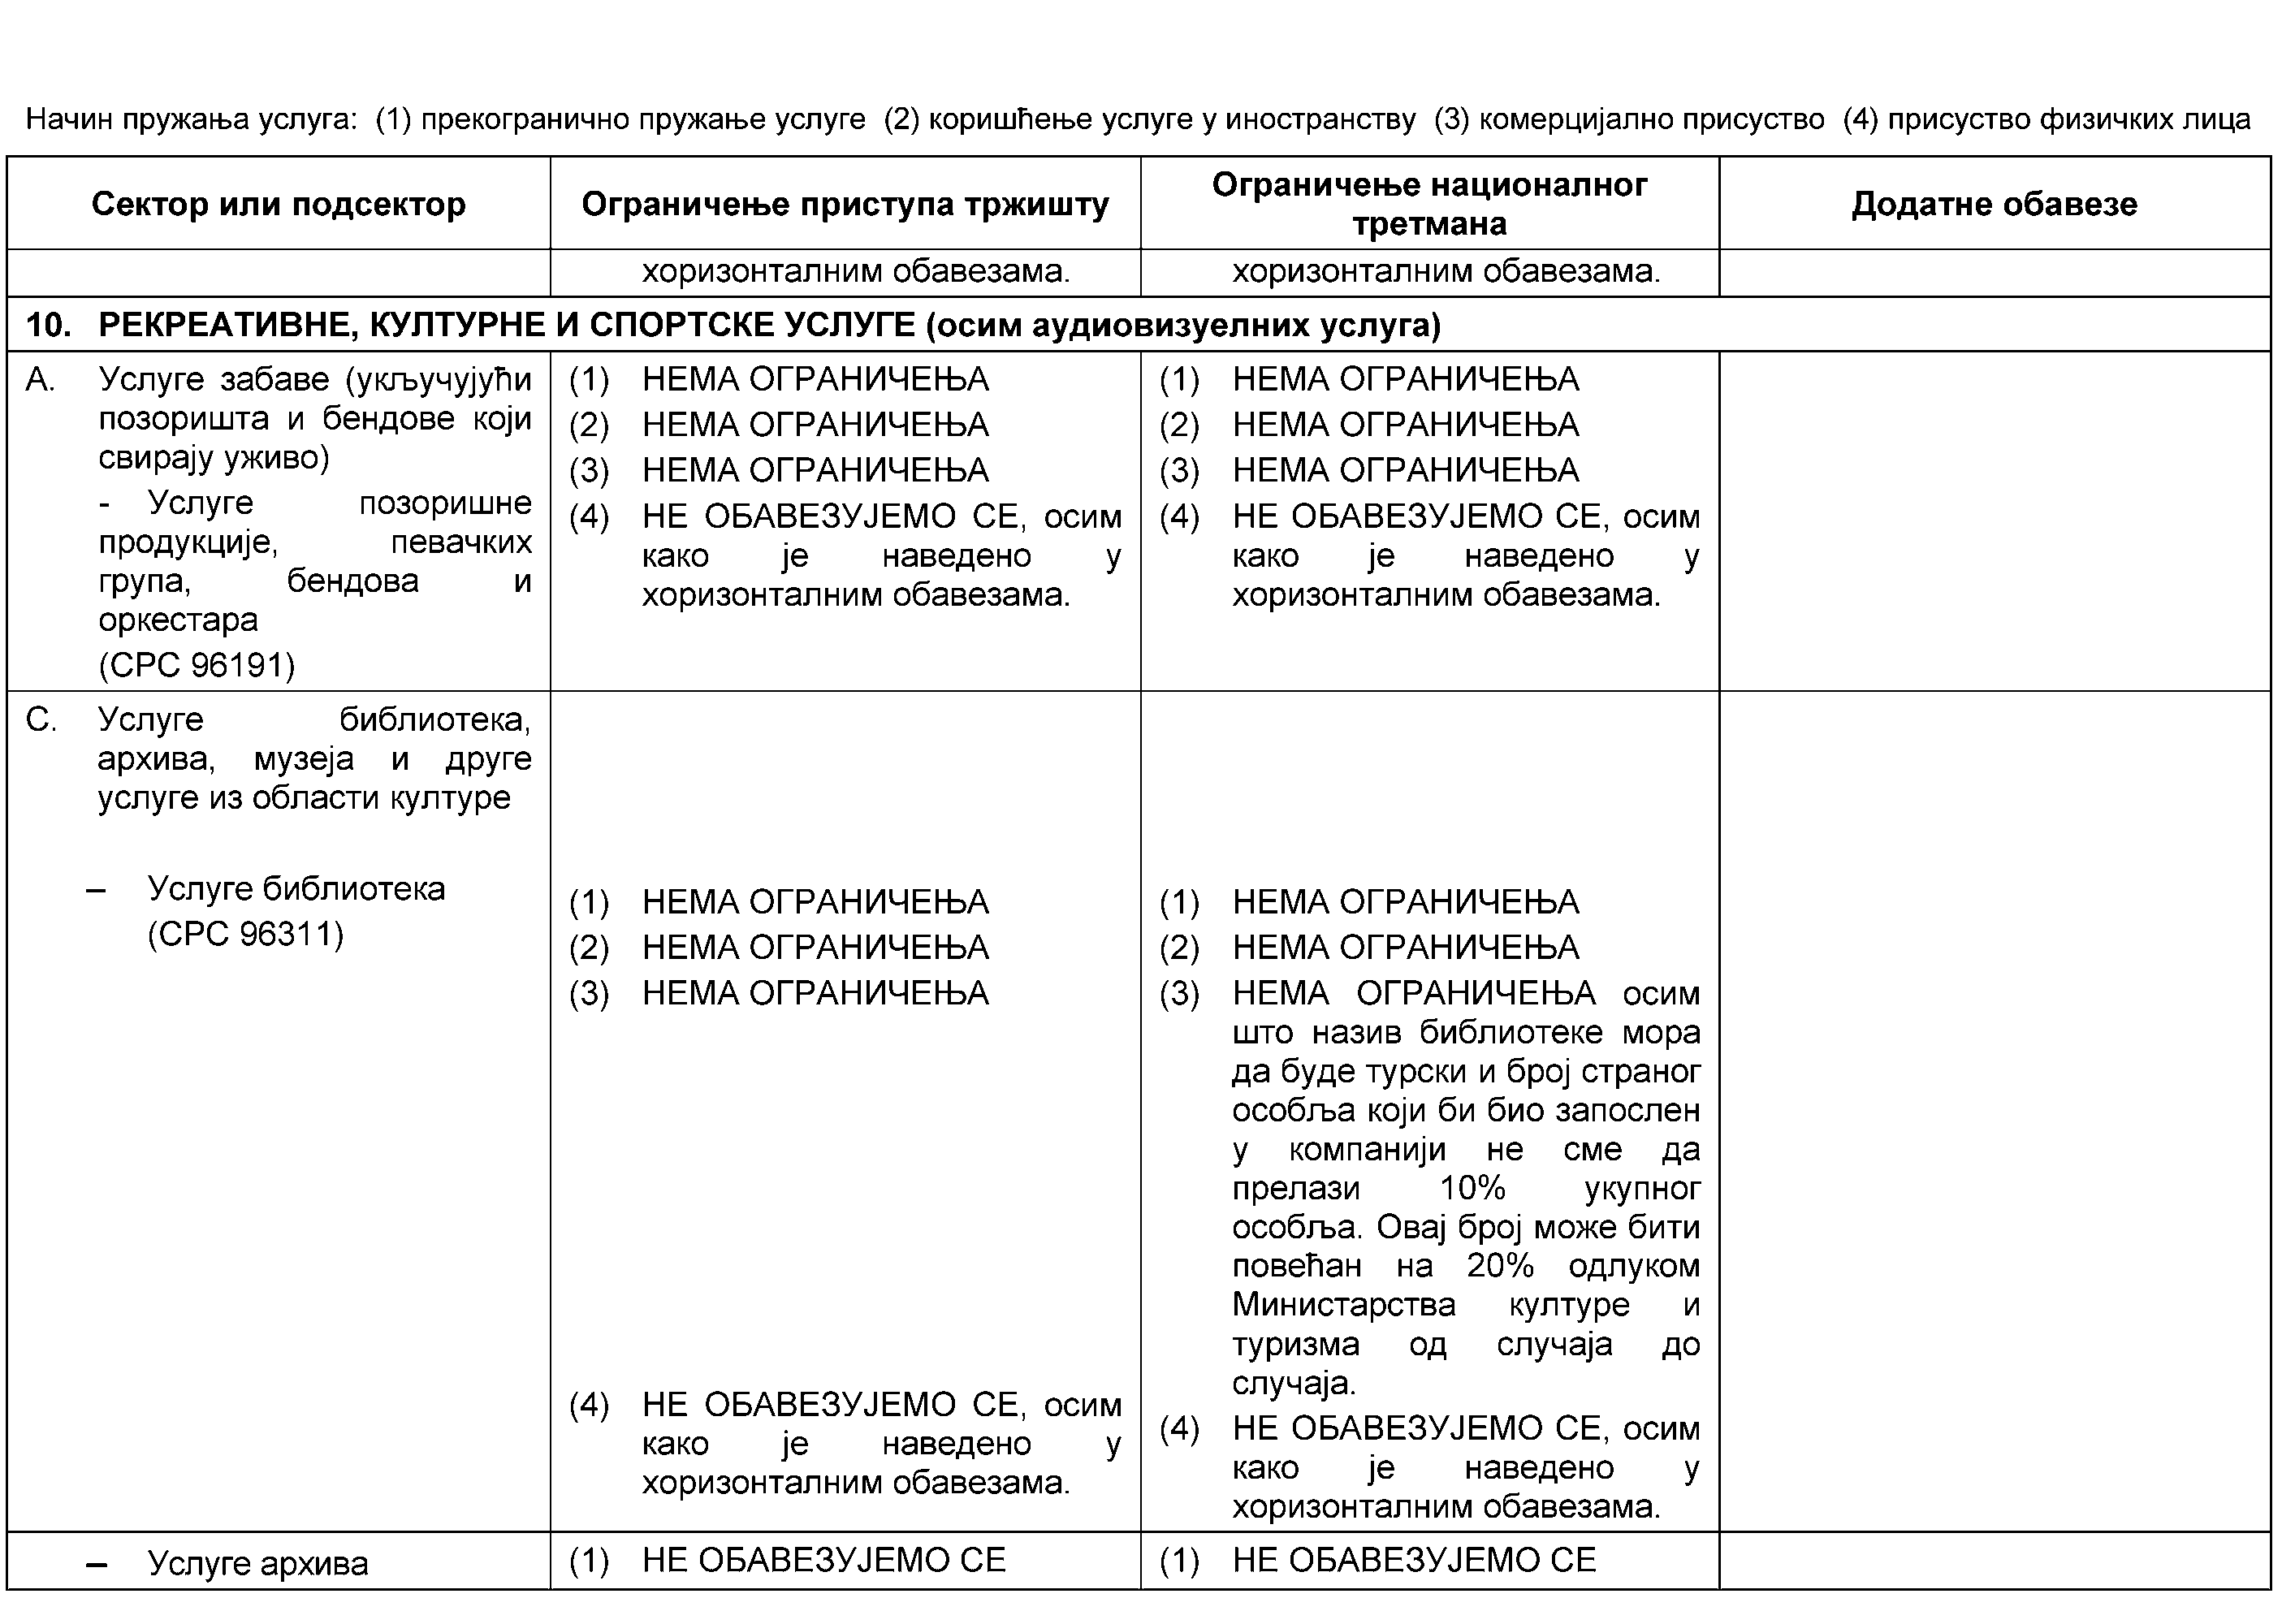 Начин пружања услуга: (1) прекогранично пружање услуге (2) коришћење услуге у иностранству (3) комерцијално присуство (4) присуство физичких лица
Сектор или подсектор
Ограничење приступа тржишту
Ограничење националног
третмана
Додатне обавезе
хоризонталним обавезама.
хоризонталним обавезама.
10. РЕКРЕАТИВНЕ, КУЛТУРНЕ И СПОРТСКЕ УСЛУГЕ (осим аудиовизуелних услуга)
А. Услуге забаве (укључујући
позоришта и бендове који
свирају уживо)
- Услуге позоришне
продукције, певачких
група, бендова и
оркестара
(CPC 96191)
(1) НЕМА ОГРАНИЧЕЊА
(2) НЕМА ОГРАНИЧЕЊА
(3) НЕМА ОГРАНИЧЕЊА
(4) НЕ ОБАВЕЗУЈЕМО СЕ, осим
како је наведено у
хоризонталним обавезама.
(1) НЕМА ОГРАНИЧЕЊА
(2) НЕМА ОГРАНИЧЕЊА
(3) НЕМА ОГРАНИЧЕЊА
(4) НЕ ОБАВЕЗУЈЕМО СЕ, осим
како је наведено у
хоризонталним обавезама.
C. Услуге библиотека,
архива, музеја и друге
услуге из области културе
– Услуге библиотека
(CPC 96311)
(1) НЕМА ОГРАНИЧЕЊА
(2) НЕМА ОГРАНИЧЕЊА
(3) НЕМА ОГРАНИЧЕЊА
(4) НЕ ОБАВЕЗУЈЕМО СЕ, осим
како је наведено у
хоризонталним обавезама.
(1) НЕМА ОГРАНИЧЕЊА
(2) НЕМА ОГРАНИЧЕЊА
(3) НЕМА ОГРАНИЧЕЊА осим
што назив библиотеке мора
да буде турски и број страног
особља који би био запослен
у компанији не сме да
прелази 10% укупног
особља. Овај број може бити
повећан на 20% одлуком
Министарства културе и
туризма од случаја до
случаја.
(4) НЕ ОБАВЕЗУЈЕМО СЕ, осим
како је наведено у
хоризонталним обавезама.
– Услуге архива
(1) НЕ ОБАВЕЗУЈЕМО СЕ
(1) НЕ ОБАВЕЗУЈЕМО СЕ